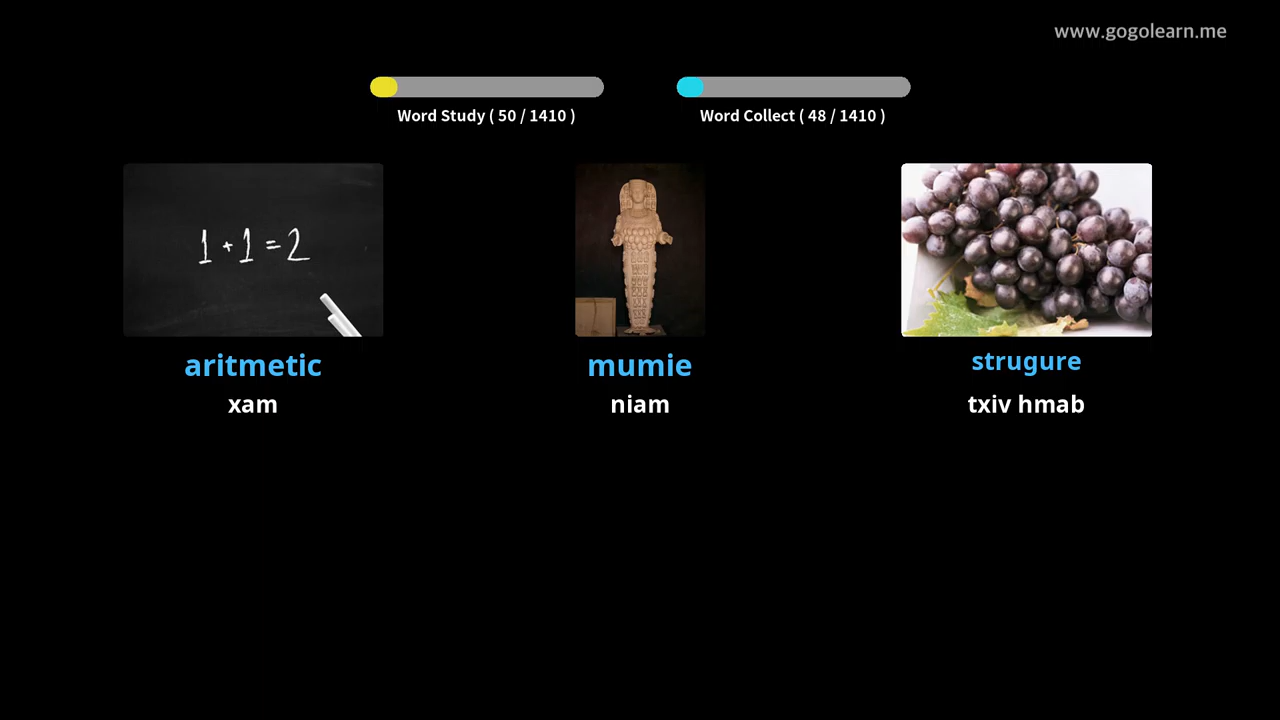 www.gogolearn.me
Word Study ( 50 / 1410 )
Word Collect ( 48 / 1410 )
1 + 1 = 2
aritmetic
mumie
strugure
xam
niam
txiv hmab